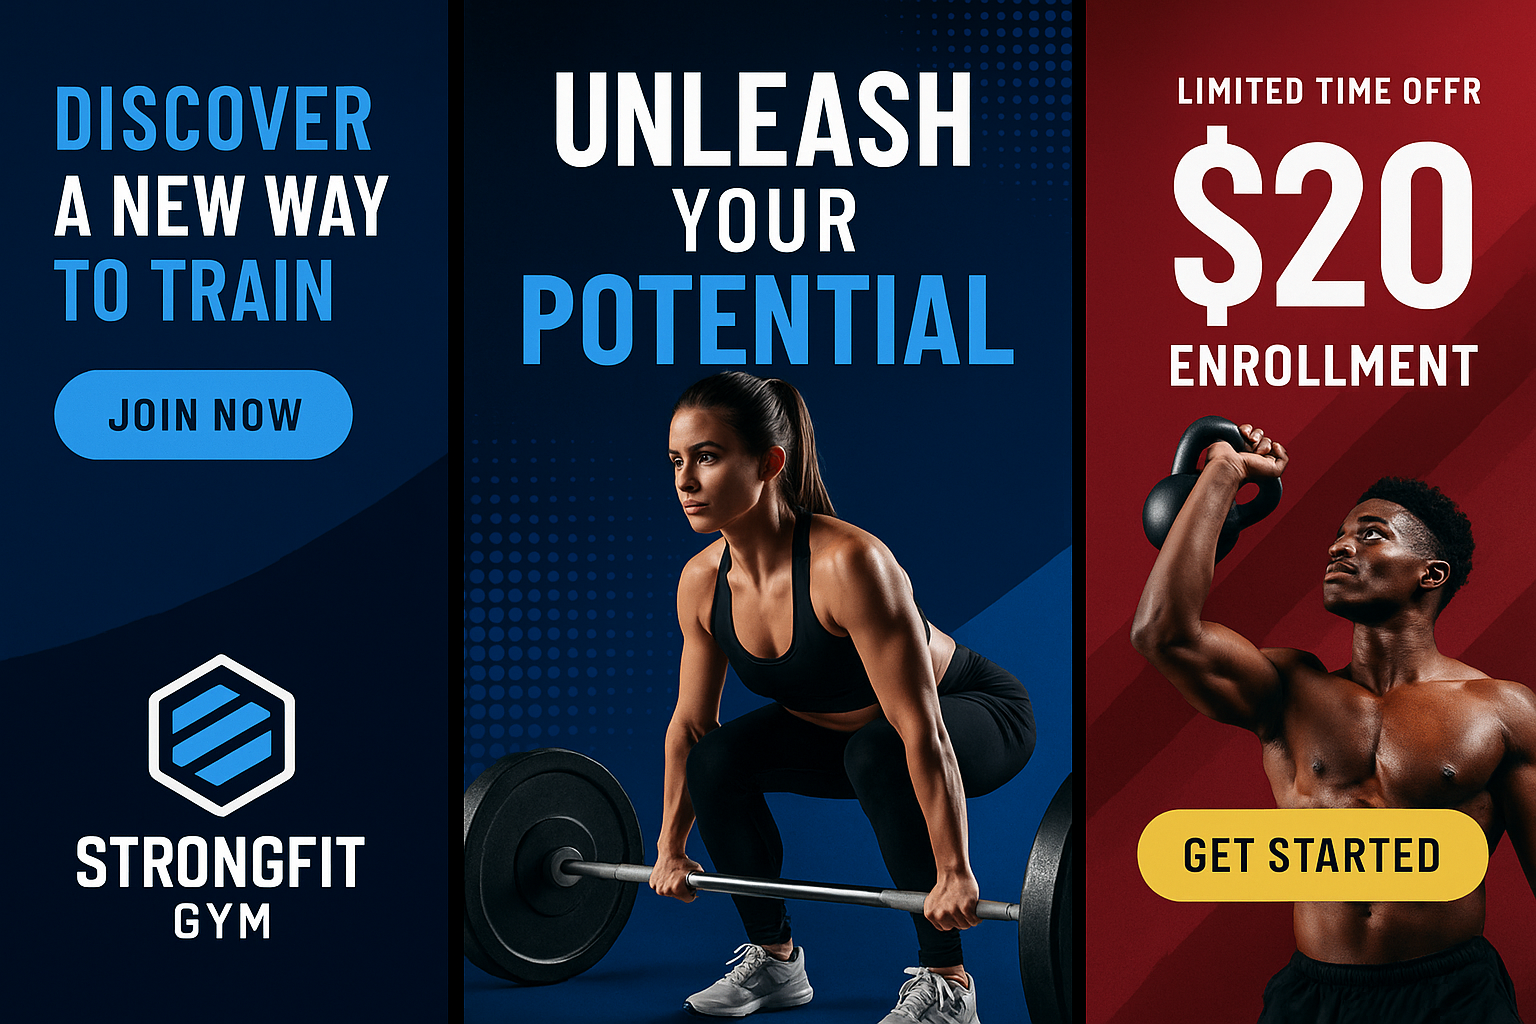 DISCOVER
A NEW WAY
TO TRAIN
JOIN NOW
STRONGFIT
GYM
UNLEASH
YOUR
POTENTIAL
LIMITED TIME OFFR
$20
ENROLLMENT
GET STARTED